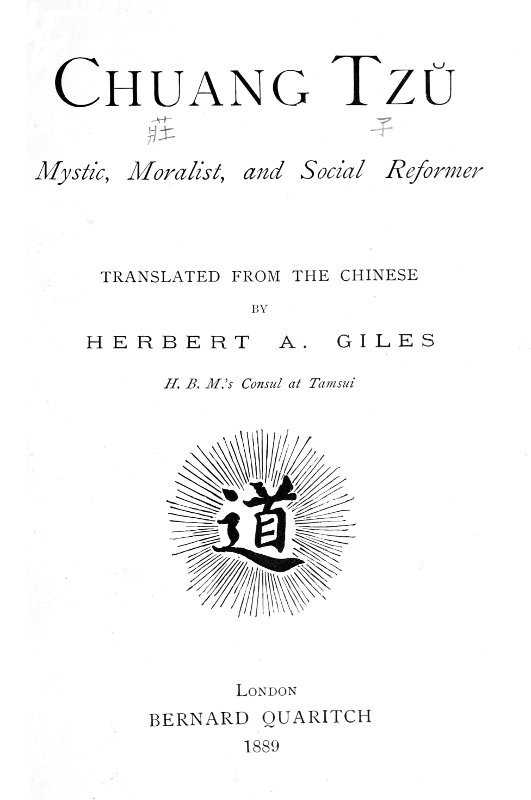 CHUANG TZŬ
莊 子
Mystic, Moralist, and Social Reformer
TRANSLATED FROM THE CHINESE
BY
HERBERT A. GILES
H. B. M.'s Consul at Tamsui
道
LONDON
BERNARD QUARITCH
1889